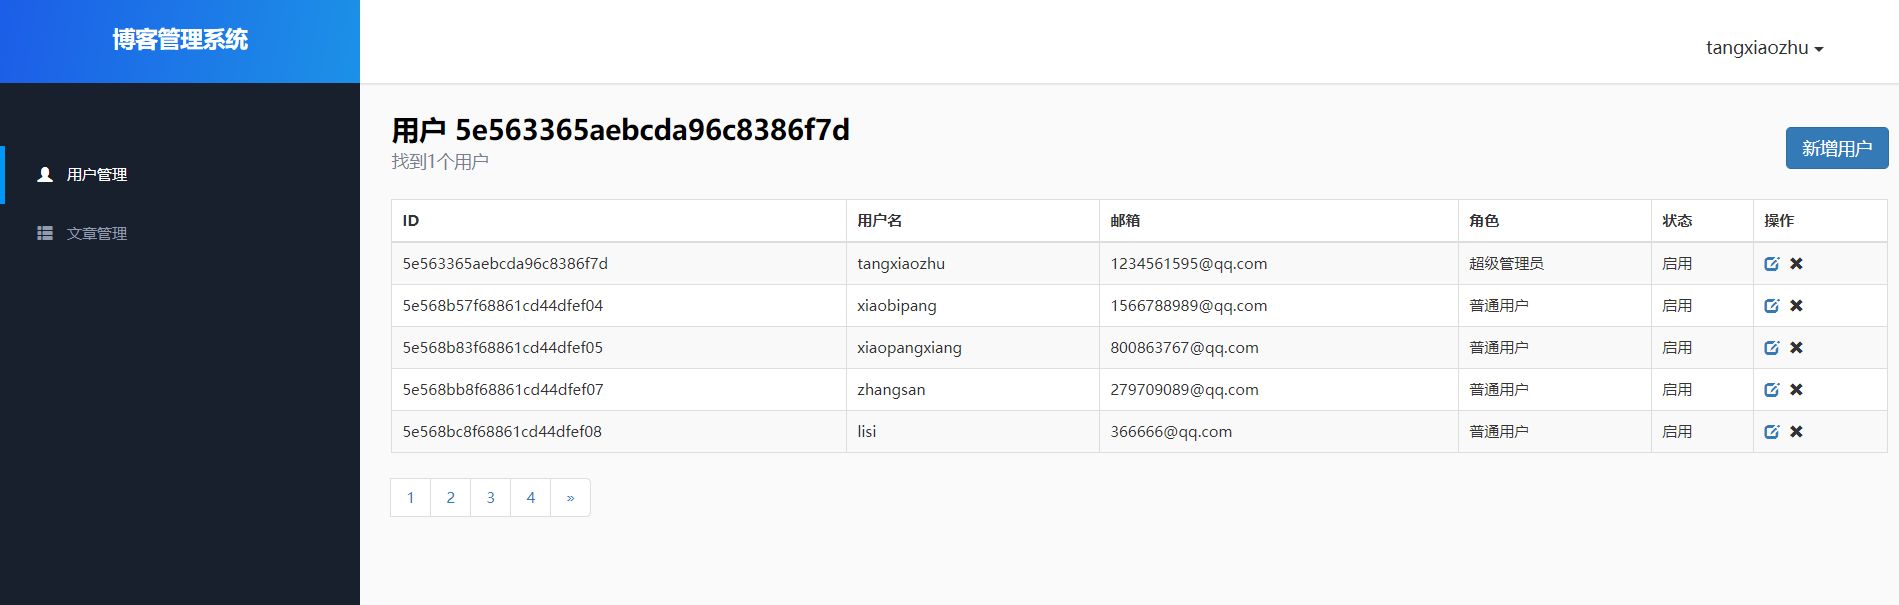 博客管理系统
tangxiaozhu
用户管理
文章管理
用户 5e563365aebcda96c8386f7d
找到1个用户
新增用户
ID 用户名 邮箱 角色 状态 操作
5e563365aebcda96c8386f7d tangxiaozhu 1234561595@qq.com 超级管理员 启用
5e568b57f68861cd44dfef04 xiaobipang 1566788989@qq.com 普通用户 启用
5e568b83f68861cd44dfef05 xiaopangxiang 800863767@qq.com 普通用户 启用
5e568bb8f68861cd44dfef07 zhangsan 279709089@qq.com 普通用户 启用
5e568bc8f68861cd44dfef08 lisi 366666@qq.com 普通用户 启用
1 2 3 4 »